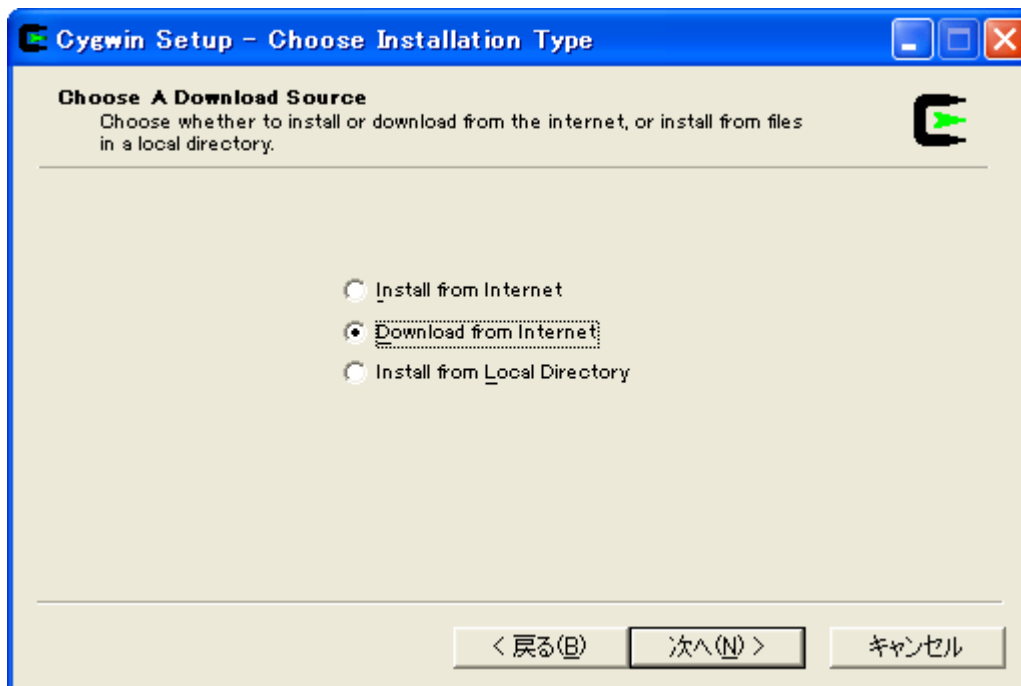 Cygwin Setup - Choose Installation Type
Choose A Download Source
Choose whether to install or download from the internet, or install from files
in a local directory.
Install from Internet
Download from Internet
Install from Local Directory
< 戻る(B)
次へ(N) >
キャンセル